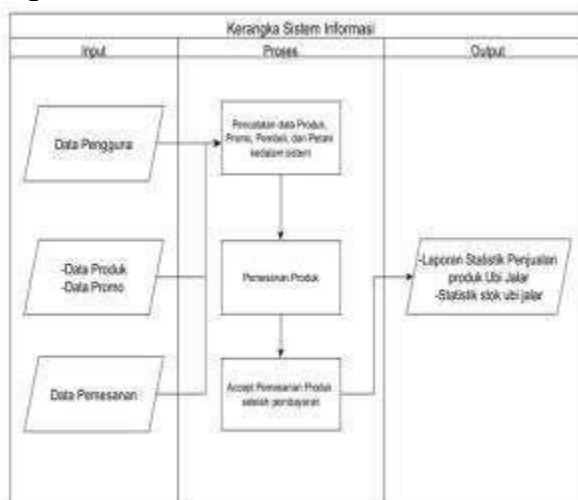 Kerangka Sistem Informasi
Input
Proses
Output
Data Pengguna
Pencatatan data Produk,
Promo, Pembeli, dan Petani
kedalam sistem
-Data Produk
-Data Promo
Pemesanan Produk
-Laporan Statistik Penjualan
produk Ubi Jalar
-Statistik stok ubi jalar
Data Pemesanan
Accept Pemesanan Produk
setelah pembayaran